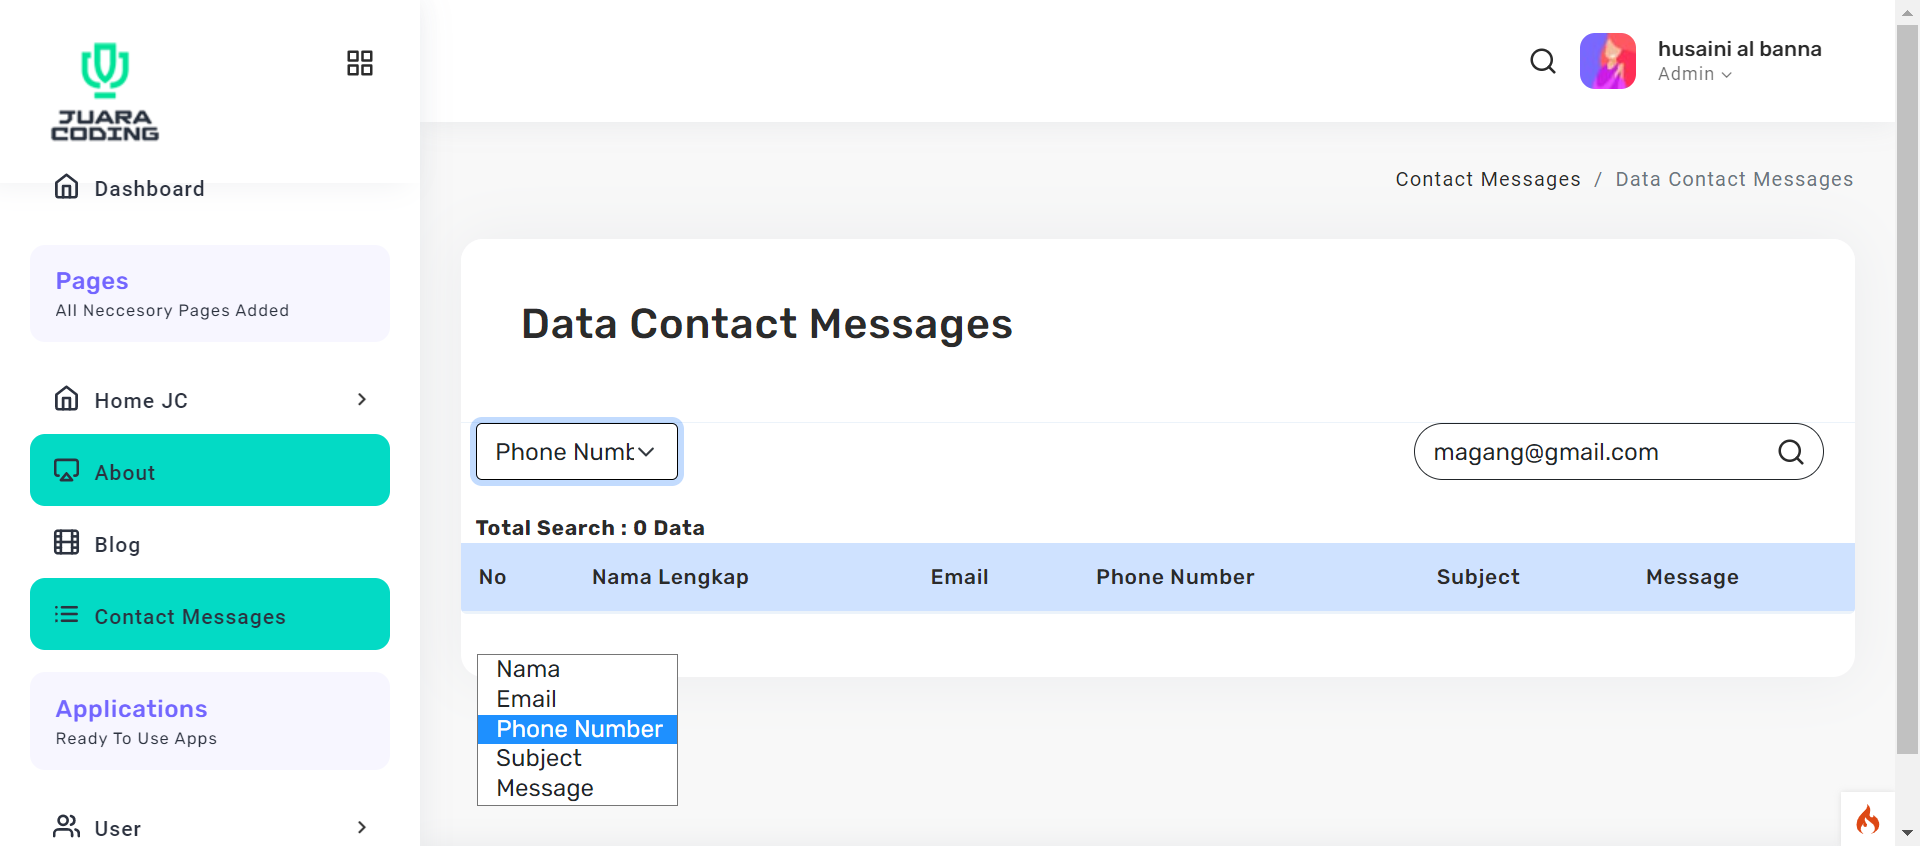 JUARA
CODING
husaini al banna
Admin
Dashboard
Contact Messages / Data Contact Messages
Pages
All Neccesory Pages Added
Data Contact Messages
Home JC
Phone Numb
magang@gmail.com
About
Total Search : 0 Data
Blog
No Nama Lengkap Email Phone Number Subject Message
Contact Messages
Nama
Email
Phone Number
Subject
Message
Applications
Ready To Use Apps
User